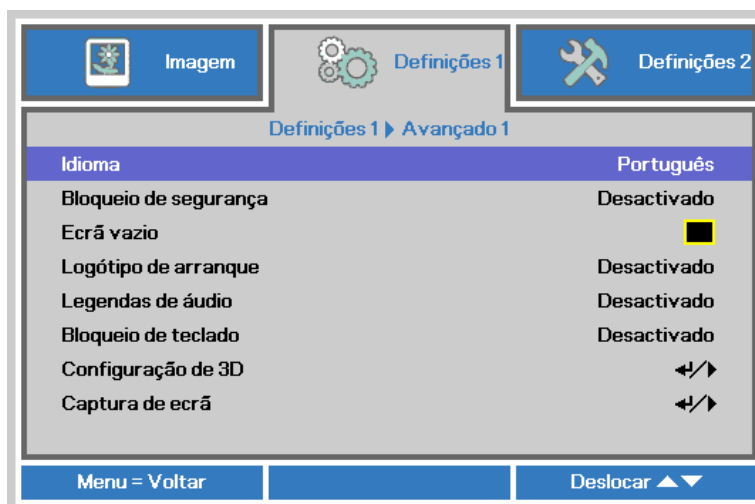 Imagem
Definições 1
Definições 2
Definições 1 Avançado 1
Idioma Português
Bloqueio de segurança Desactivado
Ecrã vazio
Logótipo de arranque Desactivado
Legendas de áudio Desactivado
Bloqueio de teclado Desactivado
Configuração de 3D
Captura de ecrã
Menu = Voltar
Deslocar